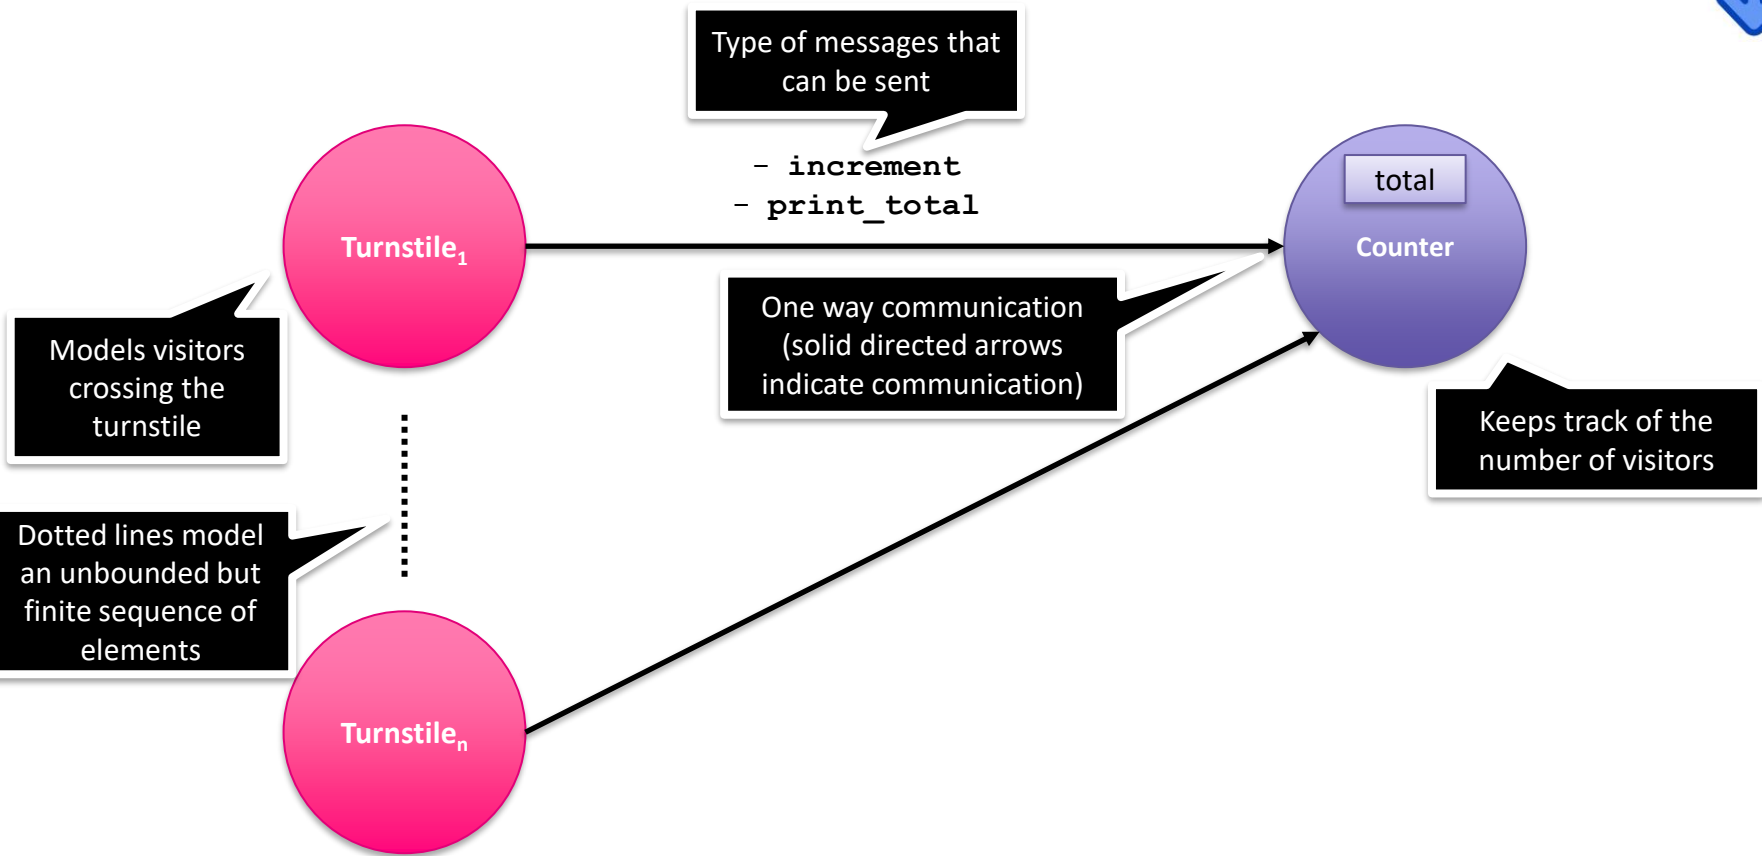 Type of messages that
can be sent
- increment
- print_total
total
Turnstile₁
Counter
One way communication
(solid directed arrows
indicate communication)
Models visitors
crossing the
turnstile
Keeps track of the
number of visitors
Dotted lines model
an unbounded but
finite sequence of
elements
Turnstileₙ